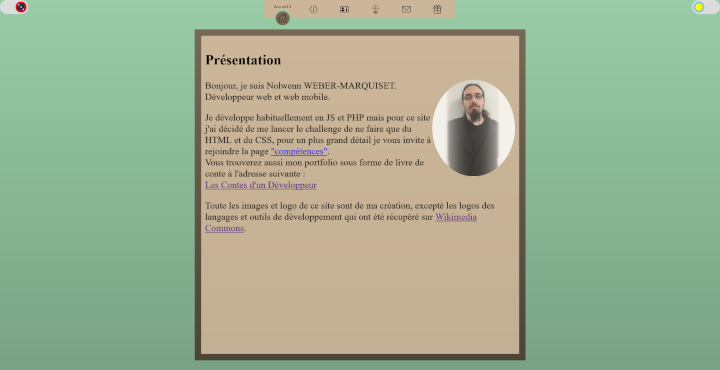 Accueil
Présentation
Bonjour, je suis Nolwenn WEBER-MARQUISET.
Développeur web et web mobile.
Je développe habituellement en JS et PHP mais pour ce site
j'ai décidé de me lancer le challenge de ne faire que du
HTML et du CSS, pour un plus grand détail je vous invite à
rejoindre la page "compétences".
Vous trouverez aussi mon portfolio sous forme de livre de
conte à l'adresse suivante :
Les Contes d'un Développeur
Toute les images et logo de ce site sont de ma création, excepté les logos des
langages et outils de développement qui ont été récupéré sur Wikimedia
Commons.